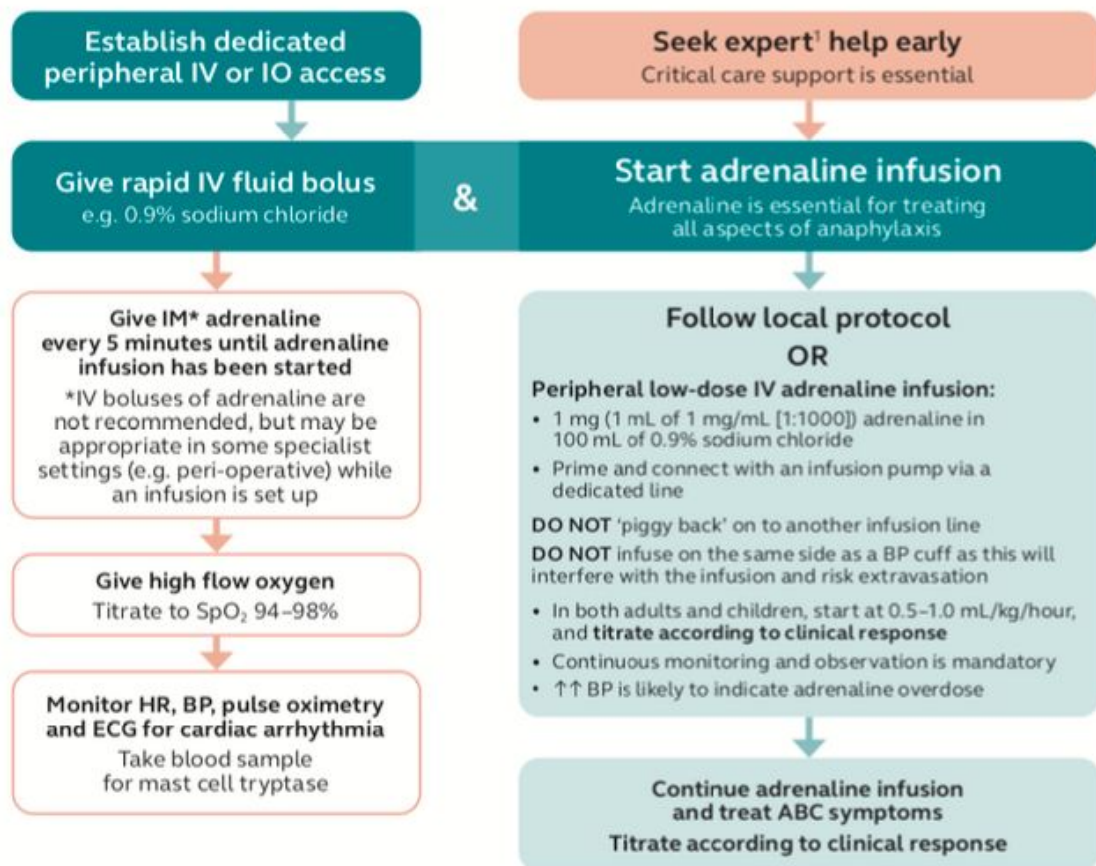 Establish dedicated
peripheral IV or IO access
Seek expert¹ help early
Critical care support is essential
Give rapid IV fluid bolus
e.g. 0.9% sodium chloride
&
Start adrenaline infusion
Adrenaline is essential for treating
all aspects of anaphylaxis
Give IM* adrenaline
every 5 minutes until adrenaline
infusion has been started
*IV boluses of adrenaline are
not recommended, but may be
appropriate in some specialist
settings (e.g. peri-operative) while
an infusion is set up
Give high flow oxygen
Titrate to SpO₂ 94–98%
Monitor HR, BP, pulse oximetry
and ECG for cardiac arrhythmia
Take blood sample
for mast cell tryptase
Follow local protocol
OR
Peripheral low-dose IV adrenaline infusion:
• 1 mg (1 mL of 1 mg/mL [1:1000]) adrenaline in
100 mL of 0.9% sodium chloride
• Prime and connect with an infusion pump via a
dedicated line
DO NOT ‘piggy back’ on to another infusion line
DO NOT infuse on the same side as a BP cuff as this will
interfere with the infusion and risk extravasation
• In both adults and children, start at 0.5–1.0 mL/kg/hour,
and titrate according to clinical response
• Continuous monitoring and observation is mandatory
• ↑↑ BP is likely to indicate adrenaline overdose
Continue adrenaline infusion
and treat ABC symptoms
Titrate according to clinical response